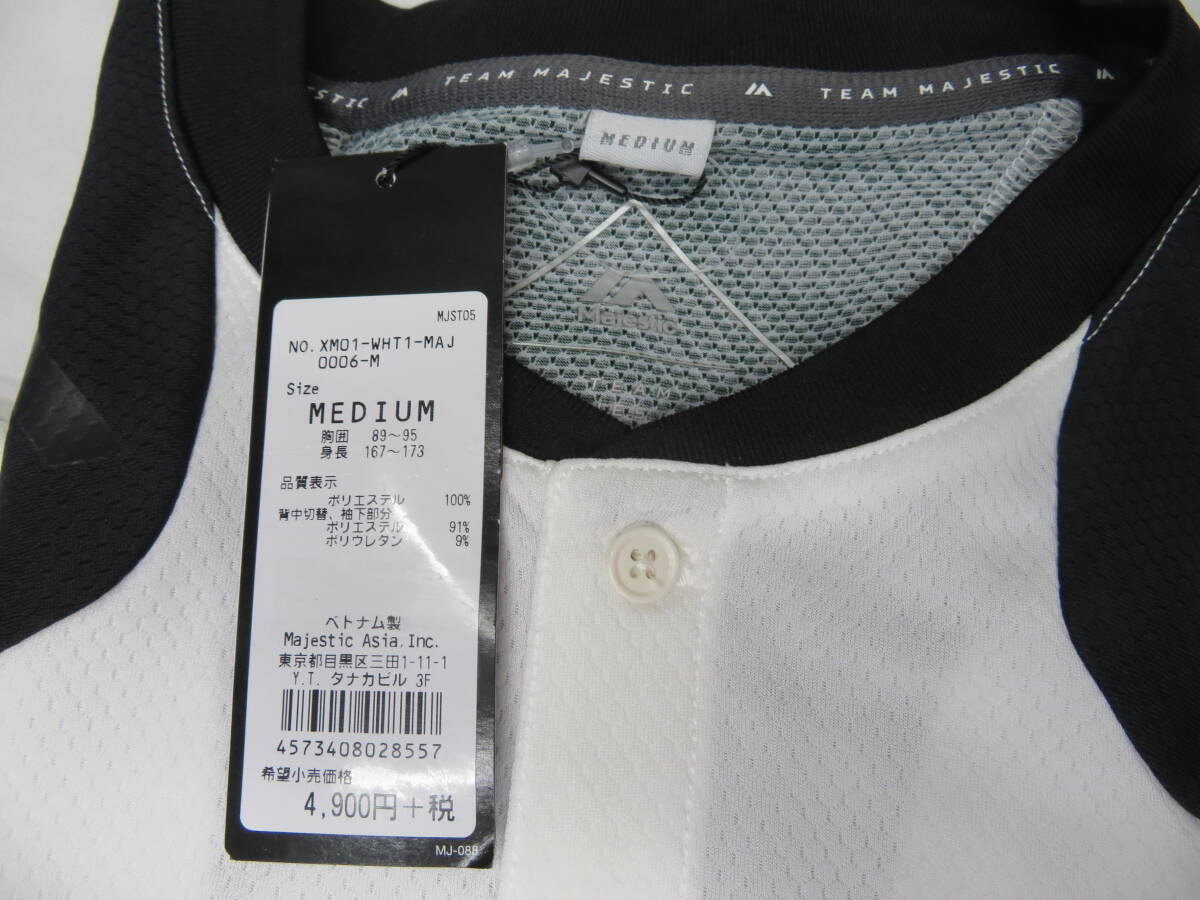 STIC TEAM MAJESTIC TEAM MAJESTIC
MEDIUM
Majestic
TEAM
MJST05
NO. XM01-WHT1-MAJ
0006-M
Size
MEDIUM
胸囲 89～95
身長 167～173
品質表示
ポリエステル 100%
背中切替、袖下部分
ポリエステル 91%
ポリウレタン 9%
ベトナム製
Majestic Asia,Inc.
東京都目黒区三田1-11-1
Y.T. タナカビル 3F
4573408028557
希望小売価格
4,900円+税
MJ-088